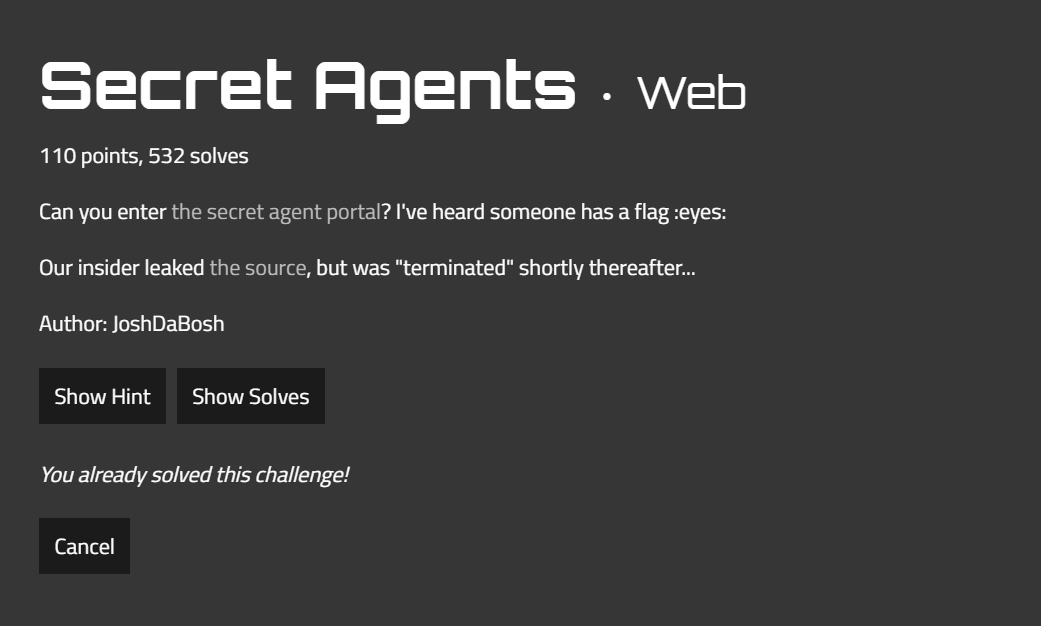 Secret Agents · Web
110 points, 532 solves
Can you enter the secret agent portal? I've heard someone has a flag :eyes:
Our insider leaked the source, but was "terminated" shortly thereafter...
Author: JoshDaBosh
Show Hint Show Solves
You already solved this challenge!
Cancel